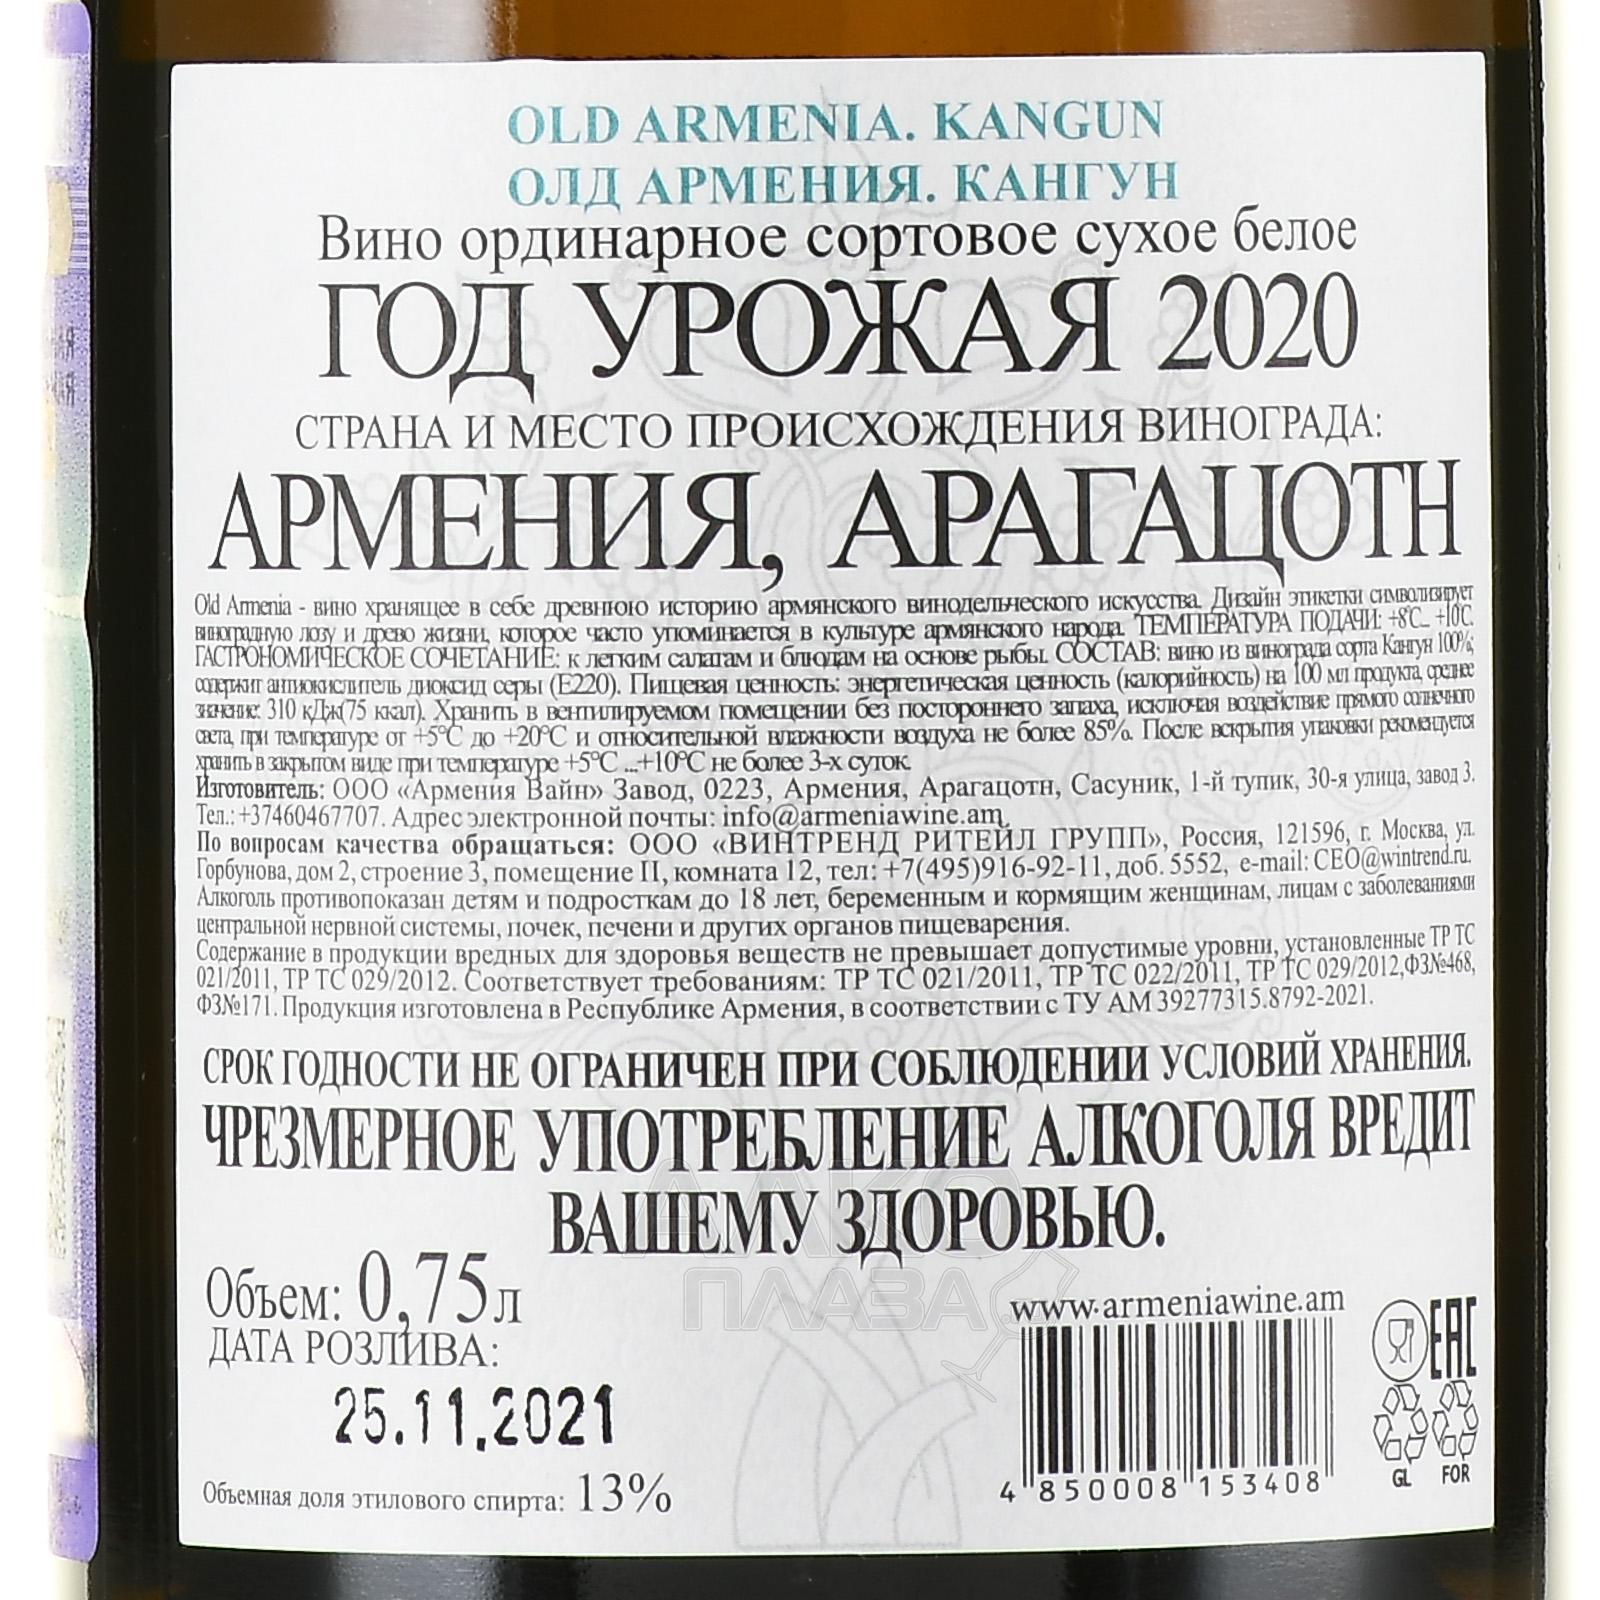 OLD ARMENIA. KANGUN
ОЛД АРМЕНИЯ. КАНГУН
Вино ординарное сортовое сухое белое
ГОД УРОЖАЯ 2020
СТРАНА И МЕСТО ПРОИСХОЖДЕНИЯ ВИНОГРАДА:
АРМЕНИЯ, АРАГАЦОТН
Old Armenia - вино хранящее в себе древнюю историю армянского винодельческого искусства. Дизайн этикетки символизирует
виноградную лозу и древо жизни, которое часто упоминается в культуре армянского народа. ТЕМПЕРАТУРА ПОДАЧИ: +8°C... +10°C.
ГАСТРОНОМИЧЕСКОЕ СОЧЕТАНИЕ: к легким салатам и блюдам на основе рыбы. СОСТАВ: вино из винограда сорта Кангун 100%;
содержит антиокислитель диоксид серы (Е220). Пищевая ценность: энергетическая ценность (калорийность) на 100 мл продукта, среднее
значение: 310 кДж(75 ккал). Хранить в вентилируемом помещении без постороннего запаха, исключая воздействие прямого солнечного
света, при температуре от +5°C до +20°C и относительной влажности воздуха не более 85%. После вскрытия упаковки рекомендуется
хранить в закрытом виде при температуре +5°C ...+10°C не более 3-х суток.
Изготовитель: ООО «Армения Вайн» Завод, 0223, Армения, Арагацотн, Сасуник, 1-й тупик, 30-я улица, завод 3.
Тел.: +37460467707. Адрес электронной почты: info@armeniawine.am.
По вопросам качества обращаться: ООО «ВИНТРЕНД РИТЕЙЛ ГРУПП», Россия, 121596, г. Москва, ул.
Горбунова, дом 2, строение 3, помещение II, комната 12, тел: +7(495)916-92-11, доб. 5552, e-mail: CEO@wintrend.ru.
Алкоголь противопоказан детям и подросткам до 18 лет, беременным и кормящим женщинам, лицам с заболеваниями
центральной нервной системы, почек, печени и других органов пищеварения.
Содержание в продукции вредных для здоровья веществ не превышает допустимые уровни, установленные ТР ТС
021/2011, ТР ТС 029/2012. Соответствует требованиям: ТР ТС 021/2011, ТР ТС 022/2011, ТР ТС 029/2012,ФЗ№468,
ФЗ№171. Продукция изготовлена в Республике Армения, в соответствии с ТУ АМ 39277315.8792-2021.
СРОК ГОДНОСТИ НЕ ОГРАНИЧЕН ПРИ СОБЛЮДЕНИИ УСЛОВИЙ ХРАНЕНИЯ.
ЧРЕЗМЕРНОЕ УПОТРЕБЛЕНИЕ АЛКОГОЛЯ ВРЕДИТ
ВАШЕМУ ЗДОРОВЬЮ.
АЛКО
ПЛАЗА
Объем: 0,75л
ДАТА РОЗЛИВА:
25.11.2021
Объемная доля этилового спирта: 13%
www.armeniawine.am
4 850008 153408
EAC
GL FOR